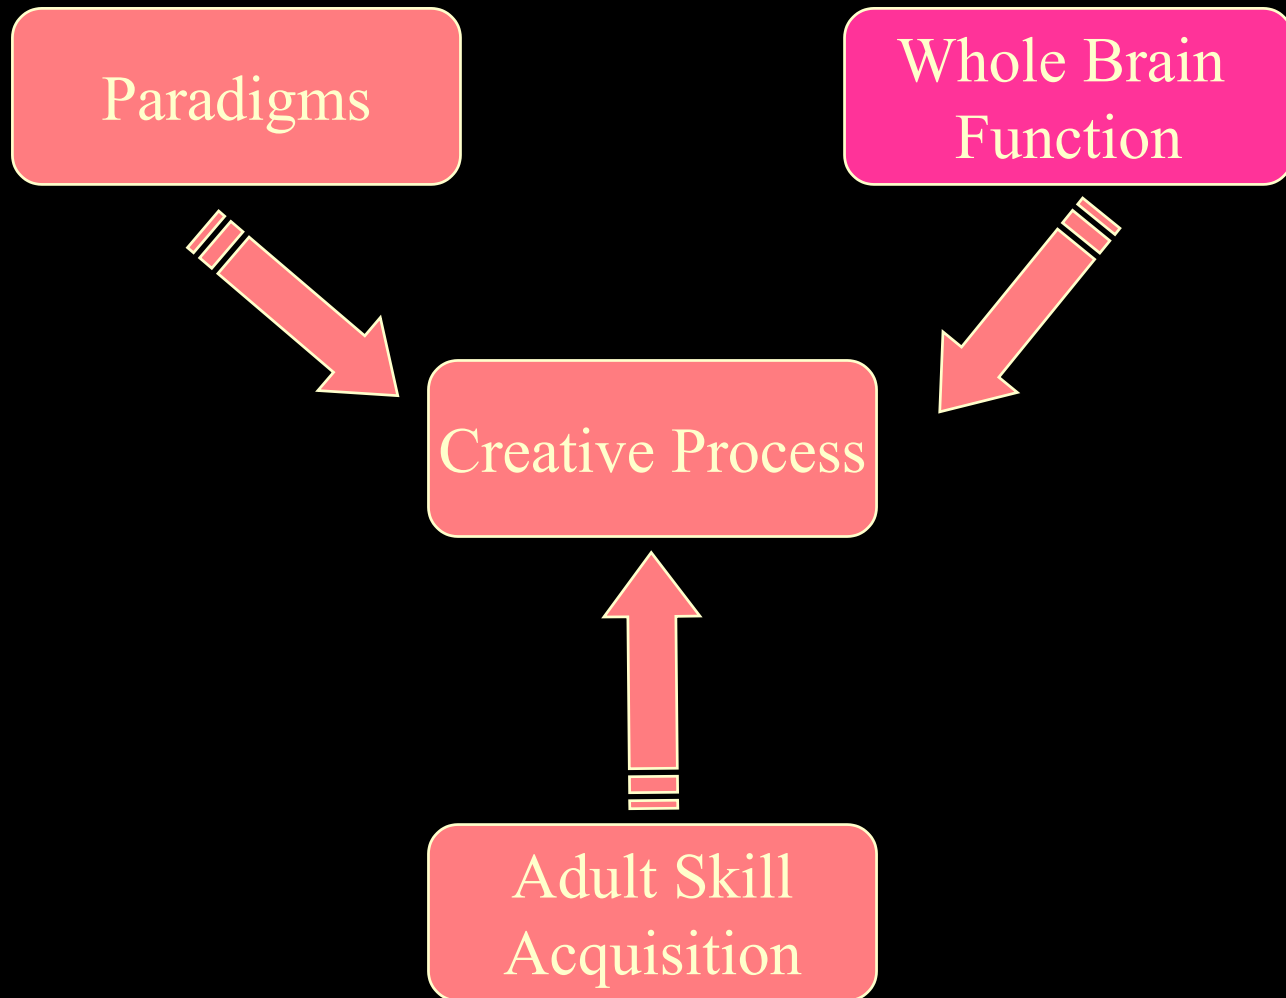 Paradigms
Whole Brain
Function
Creative Process
Adult Skill
Acquisition